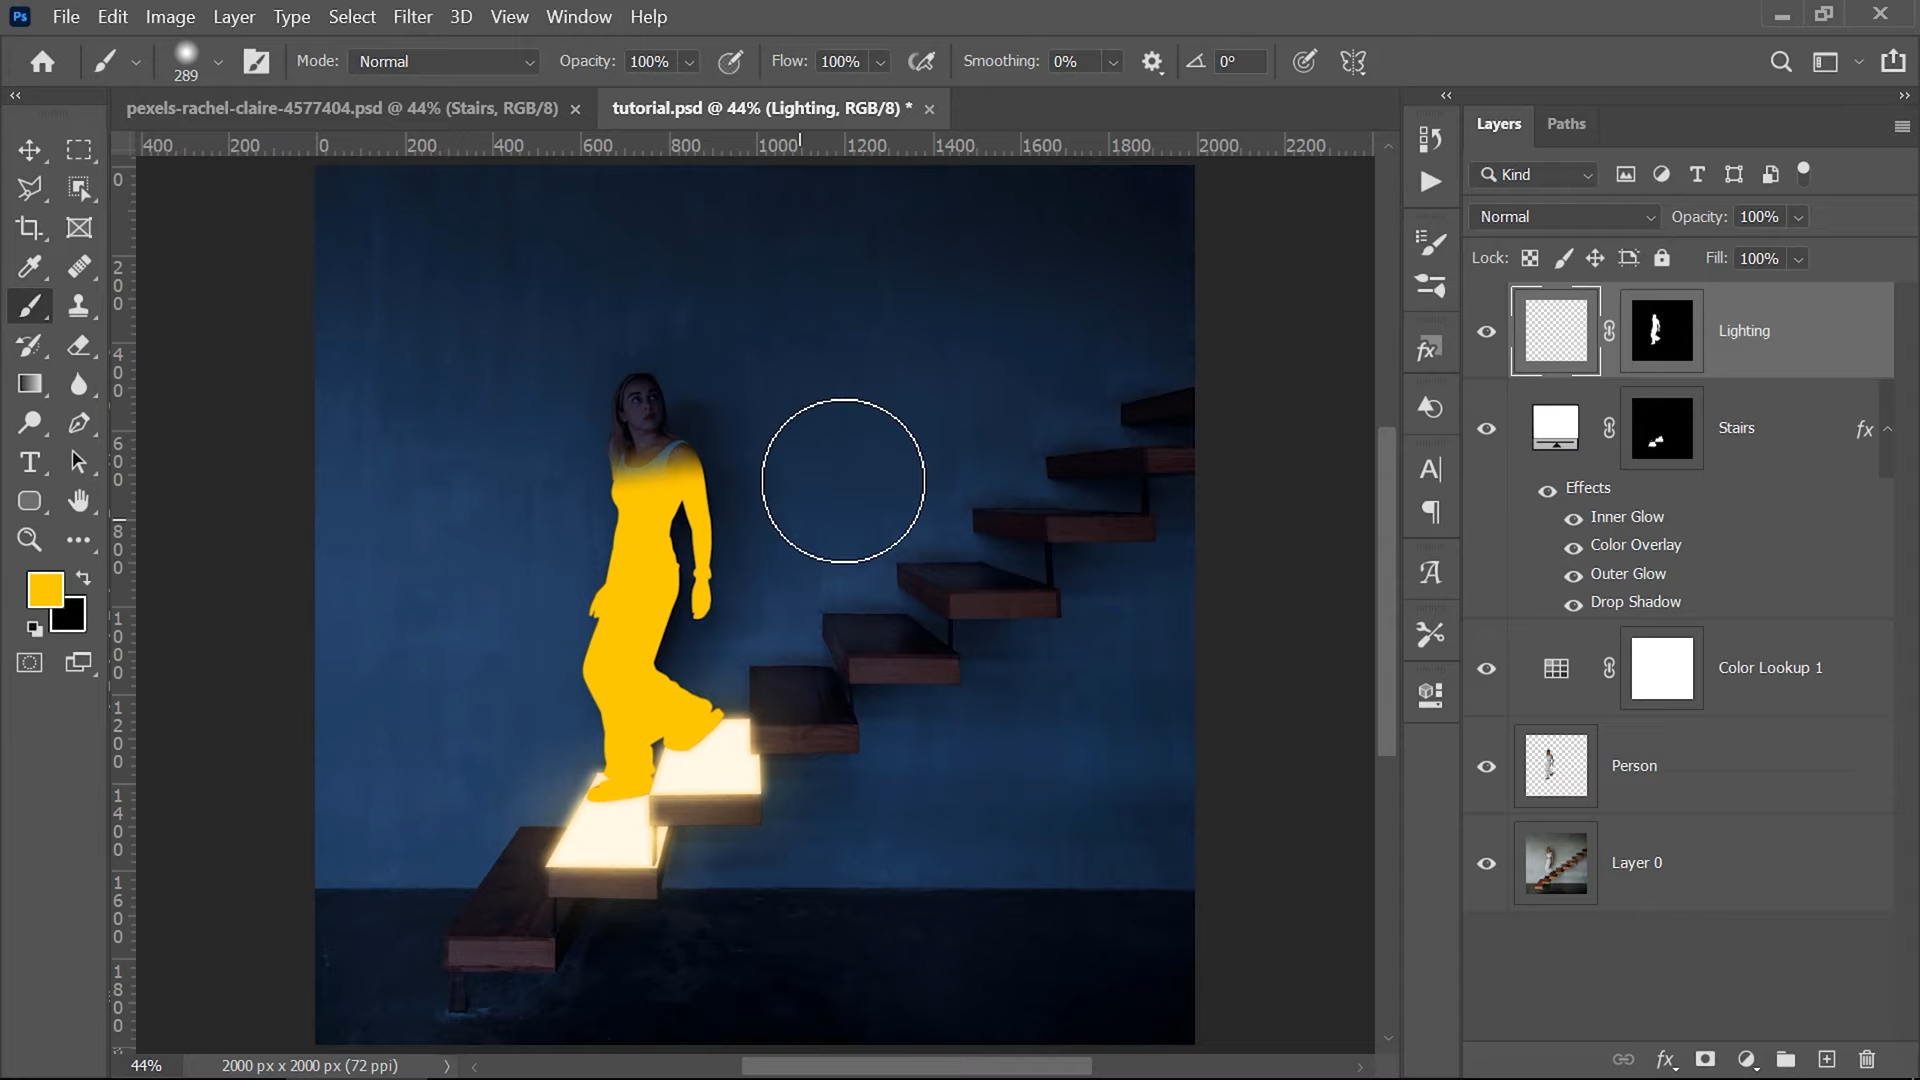 Ps File Edit Image Layer Type Select Filter 3D View Window Help
289 Mode: Normal Opacity: 100% Flow: 100% Smoothing: 0% 0°
pexels-rachel-claire-4577404.psd @ 44% (Stairs, RGB/8) × tutorial.psd @ 44% (Lighting, RGB/8) * ×
400 200 0 200 400 600 800 1000 1200 1400 1600 1800 2000 2200
0
200
400
600
800
1000
1200
1400
1600
1800
Layers Paths
Kind
Normal Opacity: 100%
Lock: Fill: 100%
Lighting
Stairs fx
Effects
Inner Glow
Color Overlay
Outer Glow
Drop Shadow
Color Lookup 1
Person
Layer 0
44% 2000 px x 2000 px (72 ppi)
fx